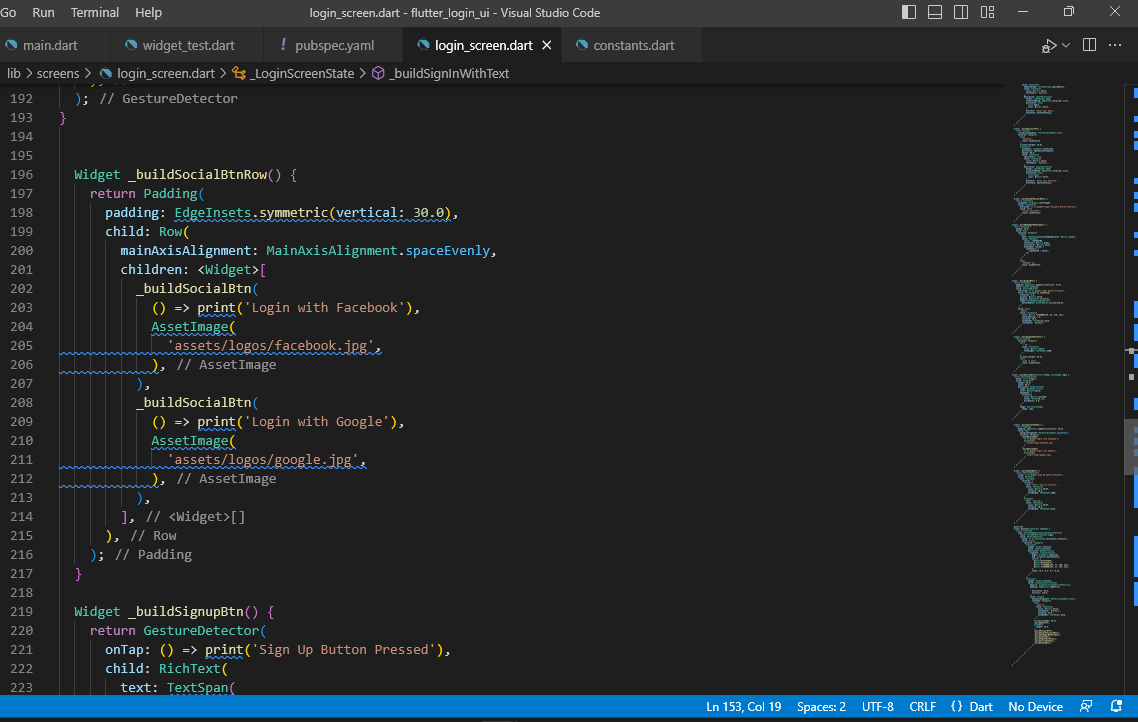 Go Run Terminal Help login_screen.dart - flutter_login_ui - Visual Studio Code
main.dart widget_test.dart ! pubspec.yaml login_screen.dart constants.dart
lib > screens > login_screen.dart > _LoginScreenState > _buildSignInWithText
192 ); // GestureDetector
193 }
194
195
196 Widget _buildSocialBtnRow() {
197 return Padding(
198 padding: EdgeInsets.symmetric(vertical: 30.0),
199 child: Row(
200 mainAxisAlignment: MainAxisAlignment.spaceEvenly,
201 children: <Widget>[
202 _buildSocialBtn(
203 () => print('Login with Facebook'),
204 AssetImage(
205 'assets/logos/facebook.jpg',
206 ), // AssetImage
207 ),
208 _buildSocialBtn(
209 () => print('Login with Google'),
210 AssetImage(
211 'assets/logos/google.jpg',
212 ), // AssetImage
213 ),
214 ], // <Widget>[]
215 ), // Row
216 ); // Padding
217 }
218
219 Widget _buildSignupBtn() {
220 return GestureDetector(
221 onTap: () => print('Sign Up Button Pressed'),
222 child: RichText(
223 text: TextSpan(
Ln 153, Col 19 Spaces: 2 UTF-8 CRLF {} Dart No Device